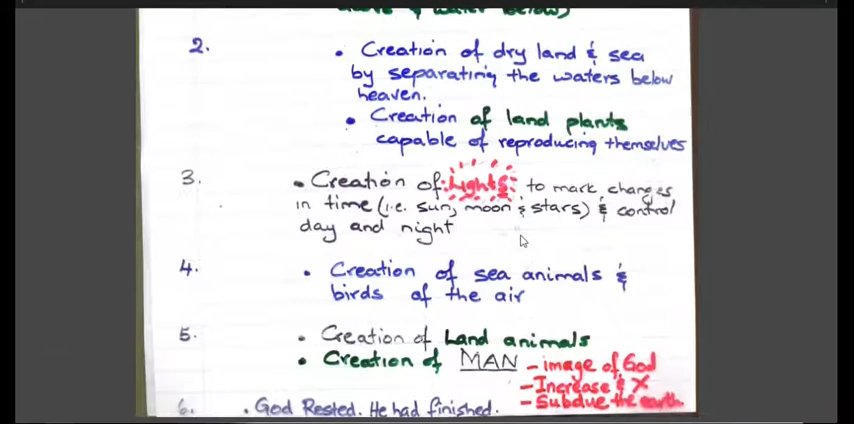 above & water below)
2. • Creation of dry land & sea
by separating the waters below
heaven.
• Creation of land plants
capable of reproducing themselves
3. • Creation of Lights to mark changes
in time (i.e. sun, moon & stars) & control
day and night
4. • Creation of sea animals &
birds of the air
5. • Creation of Land animals
• Creation of MAN - image of God
- Increase & X
- Subdue the earth.
6. • God Rested. He had finished.